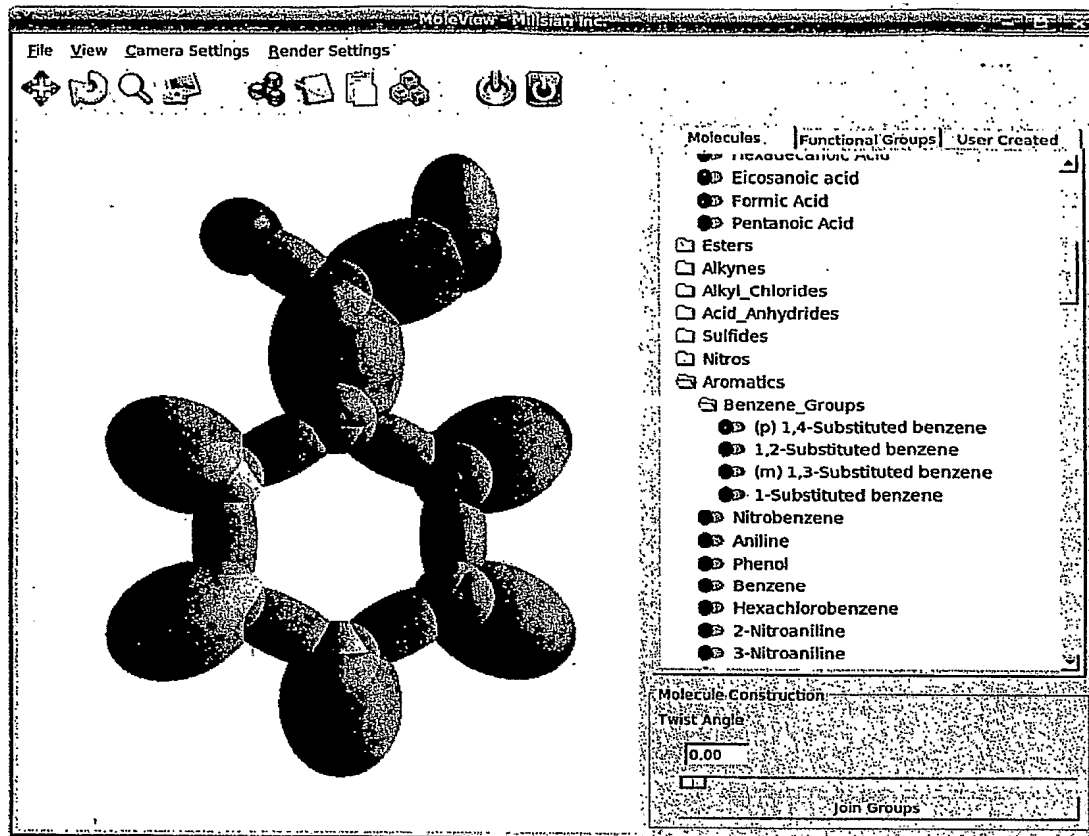 MoleView - Millsian Inc.
File View Camera Settings Render Settings
Molecules Functional Groups User Created
Hexadecanoic Acid
Eicosanoic acid
Formic Acid
Pentanoic Acid
Esters
Alkynes
Alkyl_Chlorides
Acid_Anhydrides
Sulfides
Nitros
Aromatics
Benzene_Groups
(p) 1,4-Substituted benzene
1,2-Substituted benzene
(m) 1,3-Substituted benzene
1-Substituted benzene
Nitrobenzene
Aniline
Phenol
Benzene
Hexachlorobenzene
2-Nitroaniline
3-Nitroaniline
Molecule Construction
Twist Angle
0.00
Join Groups